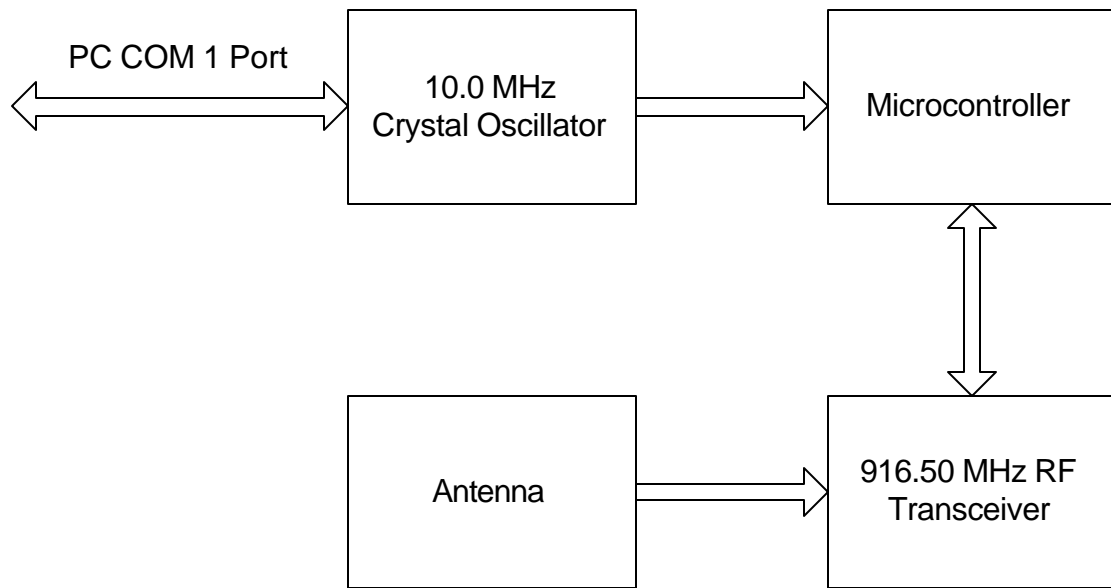 PC COM 1 Port
10.0 MHz
Crystal Oscillator
Microcontroller
Antenna
916.50 MHz RF
Transceiver